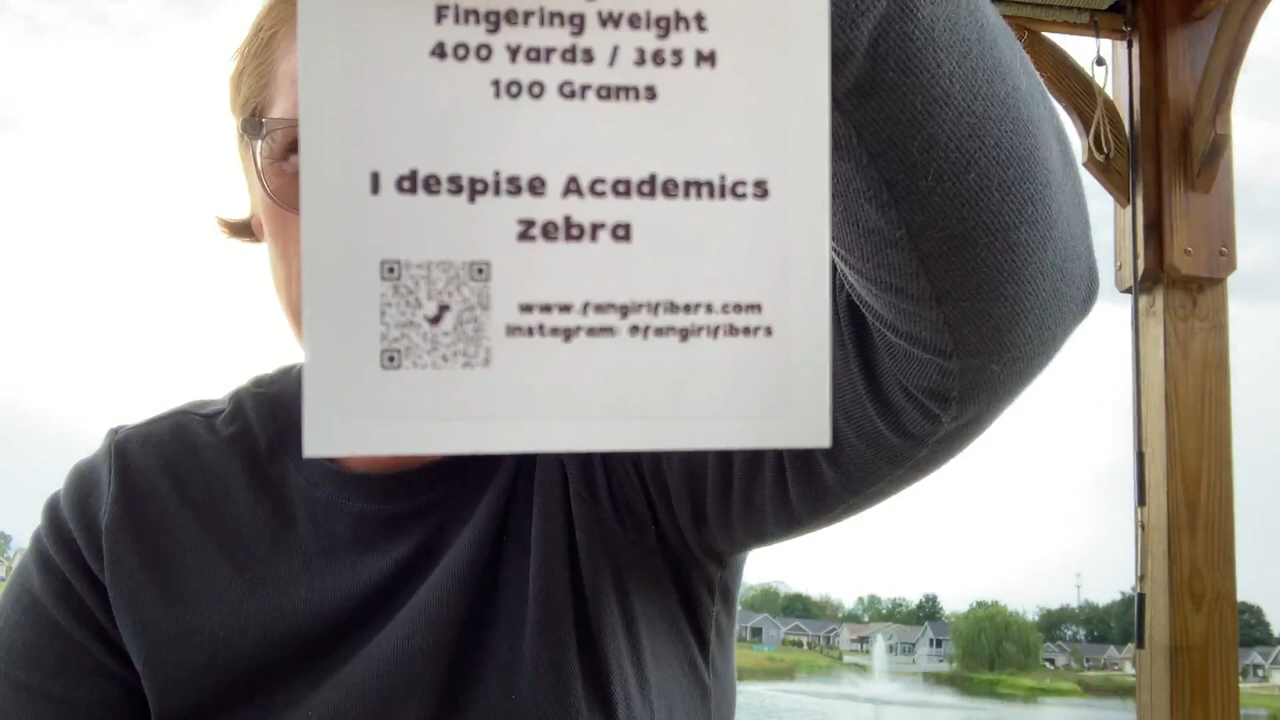 Fingering Weight
400 Yards / 365 M
100 Grams
I despise Academics
zebra
www.fangirlfibers.com
Instagram: @fangirlfibers